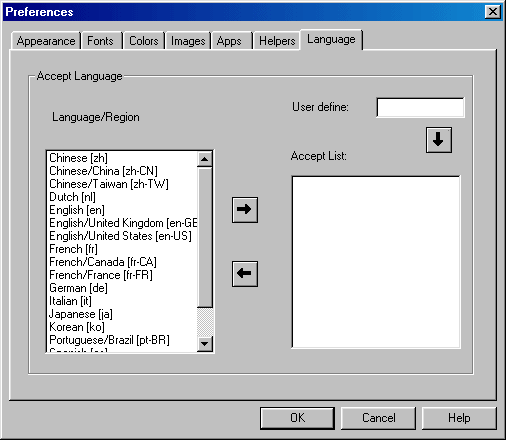 Preferences
Appearance Fonts Colors Images Apps Helpers Language
Accept Language
User define:
Language/Region
Accept List:
Chinese [zh]
Chinese/China [zh-CN]
Chinese/Taiwan [zh-TW]
Dutch [nl]
English [en]
English/United Kingdom [en-GB
English/United States [en-US]
French [fr]
French/Canada [fr-CA]
French/France [fr-FR]
German [de]
Italian [it]
Japanese [ja]
Korean [ko]
Portuguese/Brazil [pt-BR]
OK Cancel Help